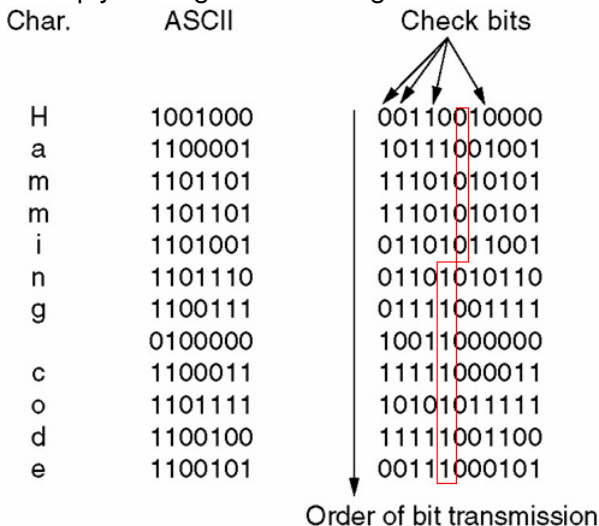 Char. ASCII Check bits
H 1001000 00110010000
a 1100001 10111001001
m 1101101 11101010101
m 1101101 11101010101
i 1101001 01101011001
n 1101110 01101010110
g 1100111 01111001111
0100000 10011000000
c 1100011 11111000011
o 1101111 10101011111
d 1100100 11111001100
e 1100101 00111000101
Order of bit transmission